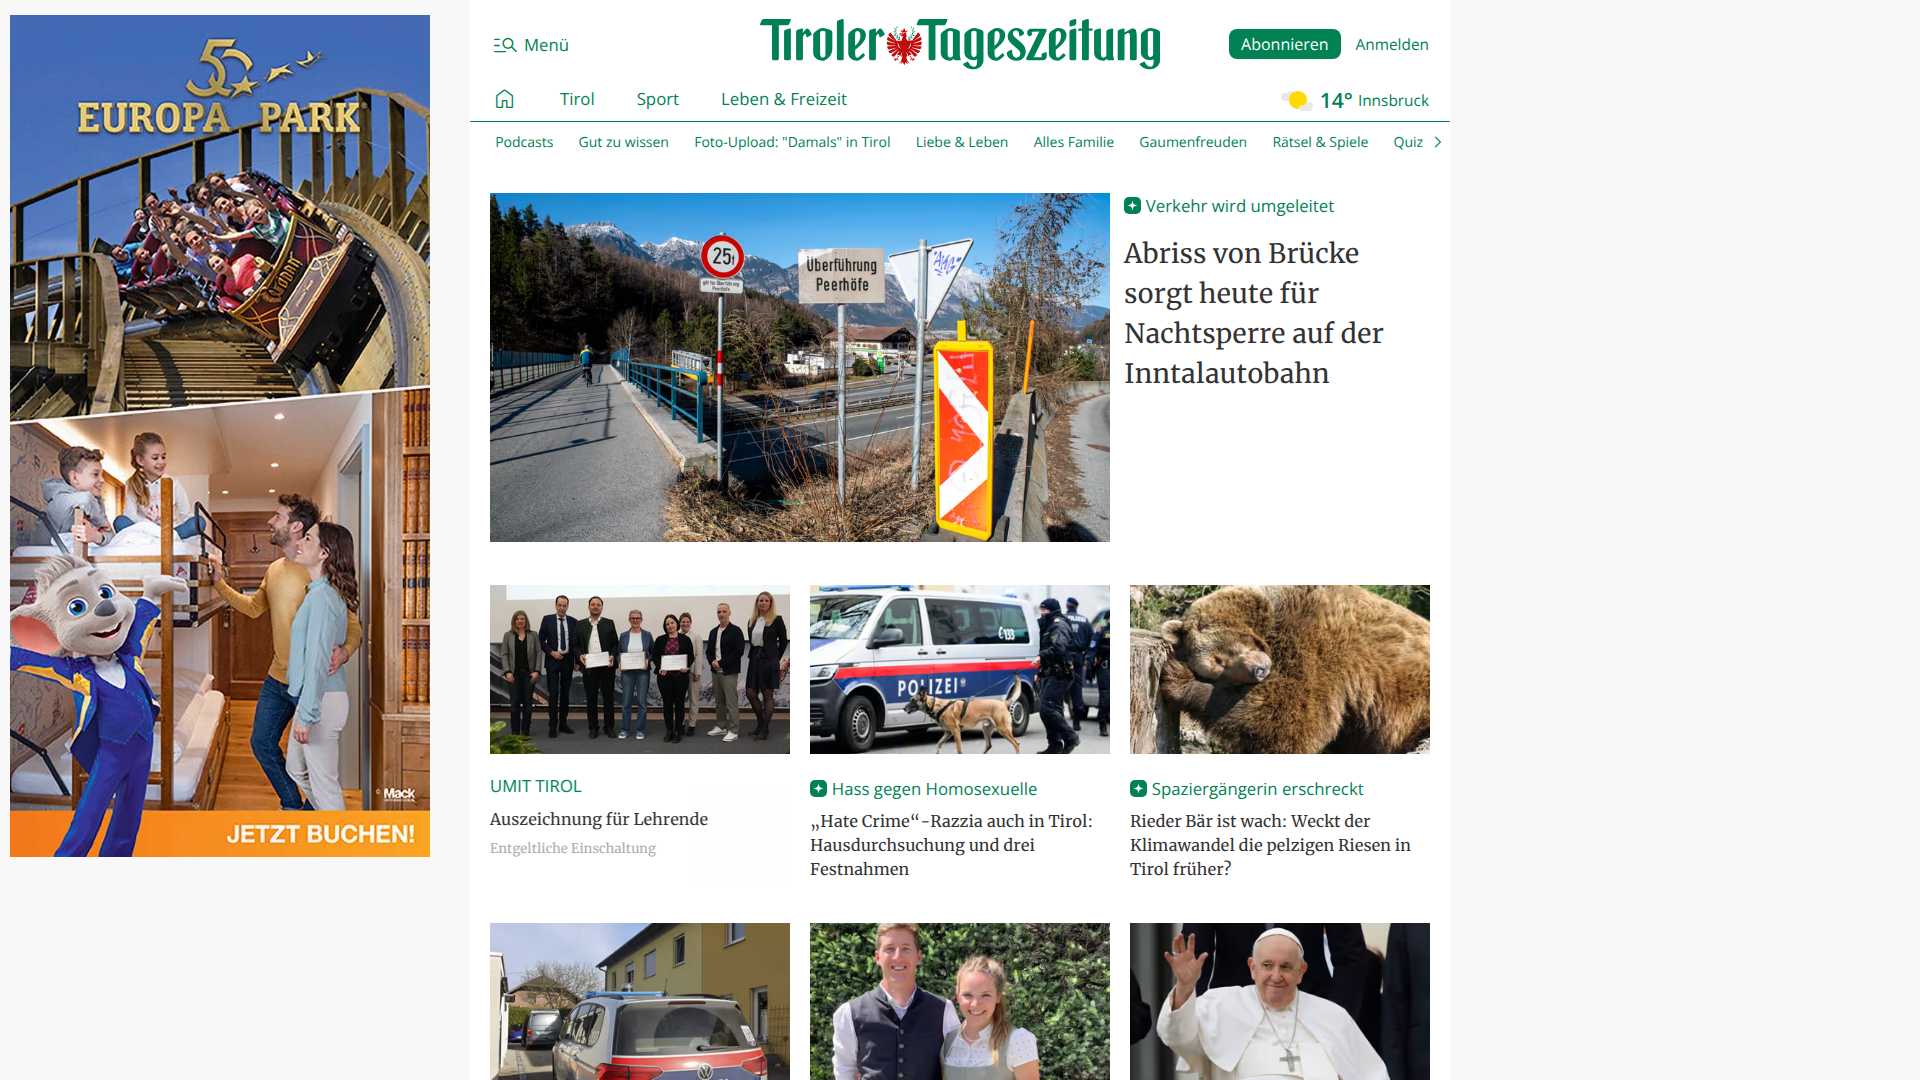 50
EUROPA PARK
JETZT BUCHEN!
© Mack
Menü
Tiroler Tageszeitung
Abonnieren
Anmelden
Tirol
Sport
Leben & Freizeit
14° Innsbruck
Podcasts
Gut zu wissen
Foto-Upload: "Damals" in Tirol
Liebe & Leben
Alles Familie
Gaumenfreuden
Rätsel & Spiele
Quiz
25t
Überführung
Peerhöfe
Verkehr wird umgeleitet
Abriss von Brücke
sorgt heute für
Nachtsperre auf der
Inntalautobahn
133
POLIZEI
UMIT TIROL
Auszeichnung für Lehrende
Entgeltliche Einschaltung
Hass gegen Homosexuelle
„Hate Crime“-Razzia auch in Tirol:
Hausdurchsuchung und drei
Festnahmen
Spaziergängerin erschreckt
Rieder Bär ist wach: Weckt der
Klimawandel die pelzigen Riesen in
Tirol früher?